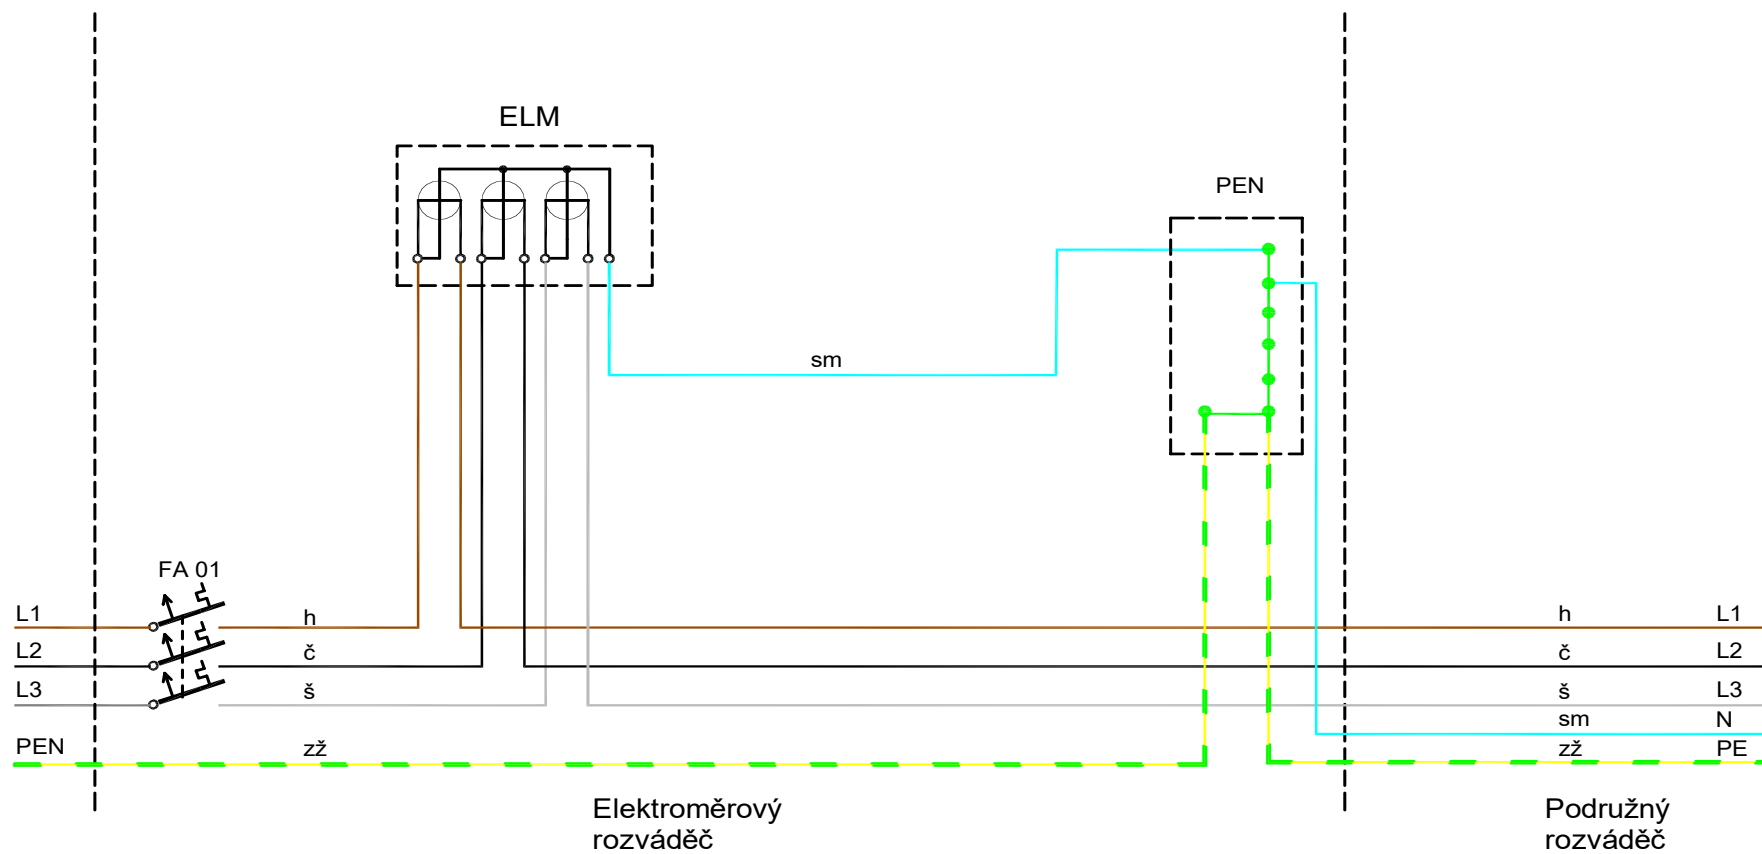 ELM
PEN
sm
FA 01
L1 h h L1
L2 č č L2
L3 š š L3
sm N
PEN zž zž PE
Elektroměrový
rozváděč
Podružný
rozváděč